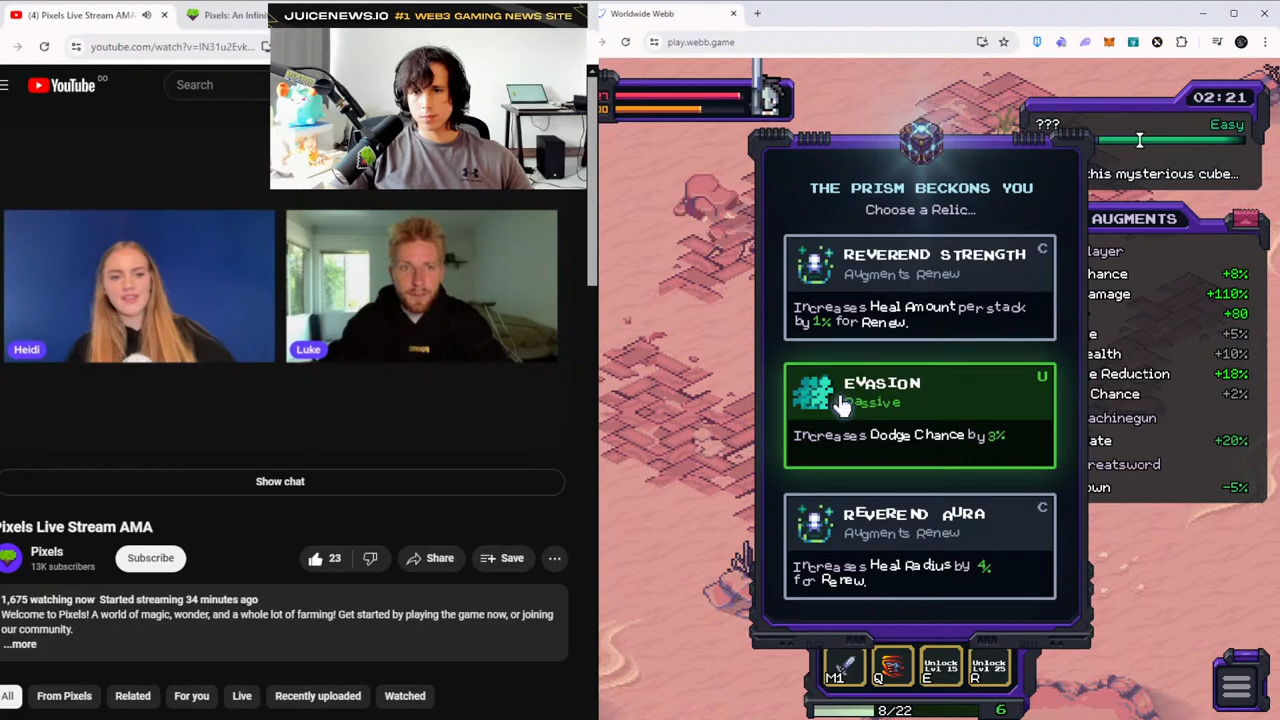 (4) Pixels Live Stream AMA
Pixels: An Infini
JUICENEWS.IO #1 WEB3 GAMING NEWS SITE
Worldwide Webb
youtube.com/watch?v=IN31u2Evk...
play.webb.game
YouTube DO
Search
Heidi
Luke
Show chat
Pixels Live Stream AMA
Pixels
13K subscribers
Subscribe
23
Share
Save
1,675 watching now Started streaming 34 minutes ago
Welcome to Pixels! A world of magic, wonder, and a whole lot of farming! Get started by playing the game now, or joining
our community.
...more
All
From Pixels
Related
For you
Live
Recently uploaded
Watched
02:21
???
Easy
this mysterious cube...
THE PRISM BECKONS YOU
Choose a Relic...
REVEREND STRENGTH
C
Augments Renew
Increases Heal Amount per stack
by 1% for Renew.
EVASION
U
Passive
Increases Dodge Chance by 3%
REVEREND AURA
C
Augments Renew
Increases Heal Radius by 4%
for Renew.
AUGMENTS
layer
hance +8%
amage +110%
+80
e +5%
ealth +10%
e Reduction +18%
Chance +2%
achinegun
ate +20%
reatsword
own -5%
M1
Q
Unlock
Lvl 15
E
Unlock
Lvl 25
R
8/22
6